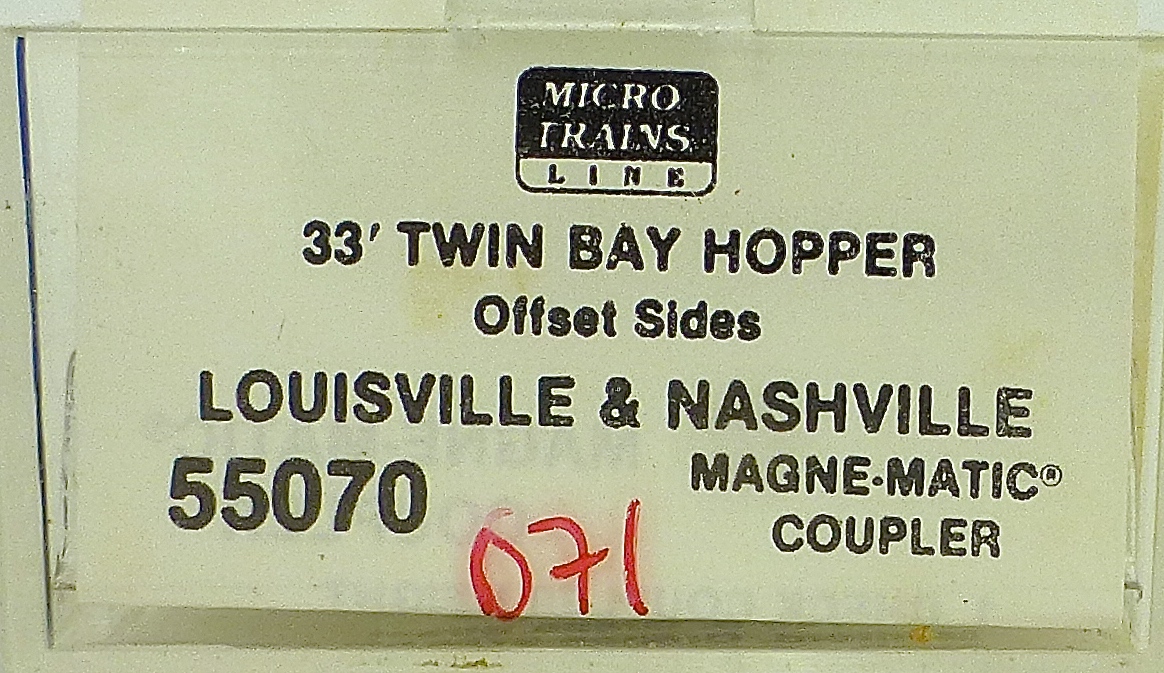 MICRO
TRAINS
LINE
33' TWIN BAY HOPPER
Offset Sides
LOUISVILLE & NASHVILLE
55070
MAGNE-MATIC®
COUPLER
071